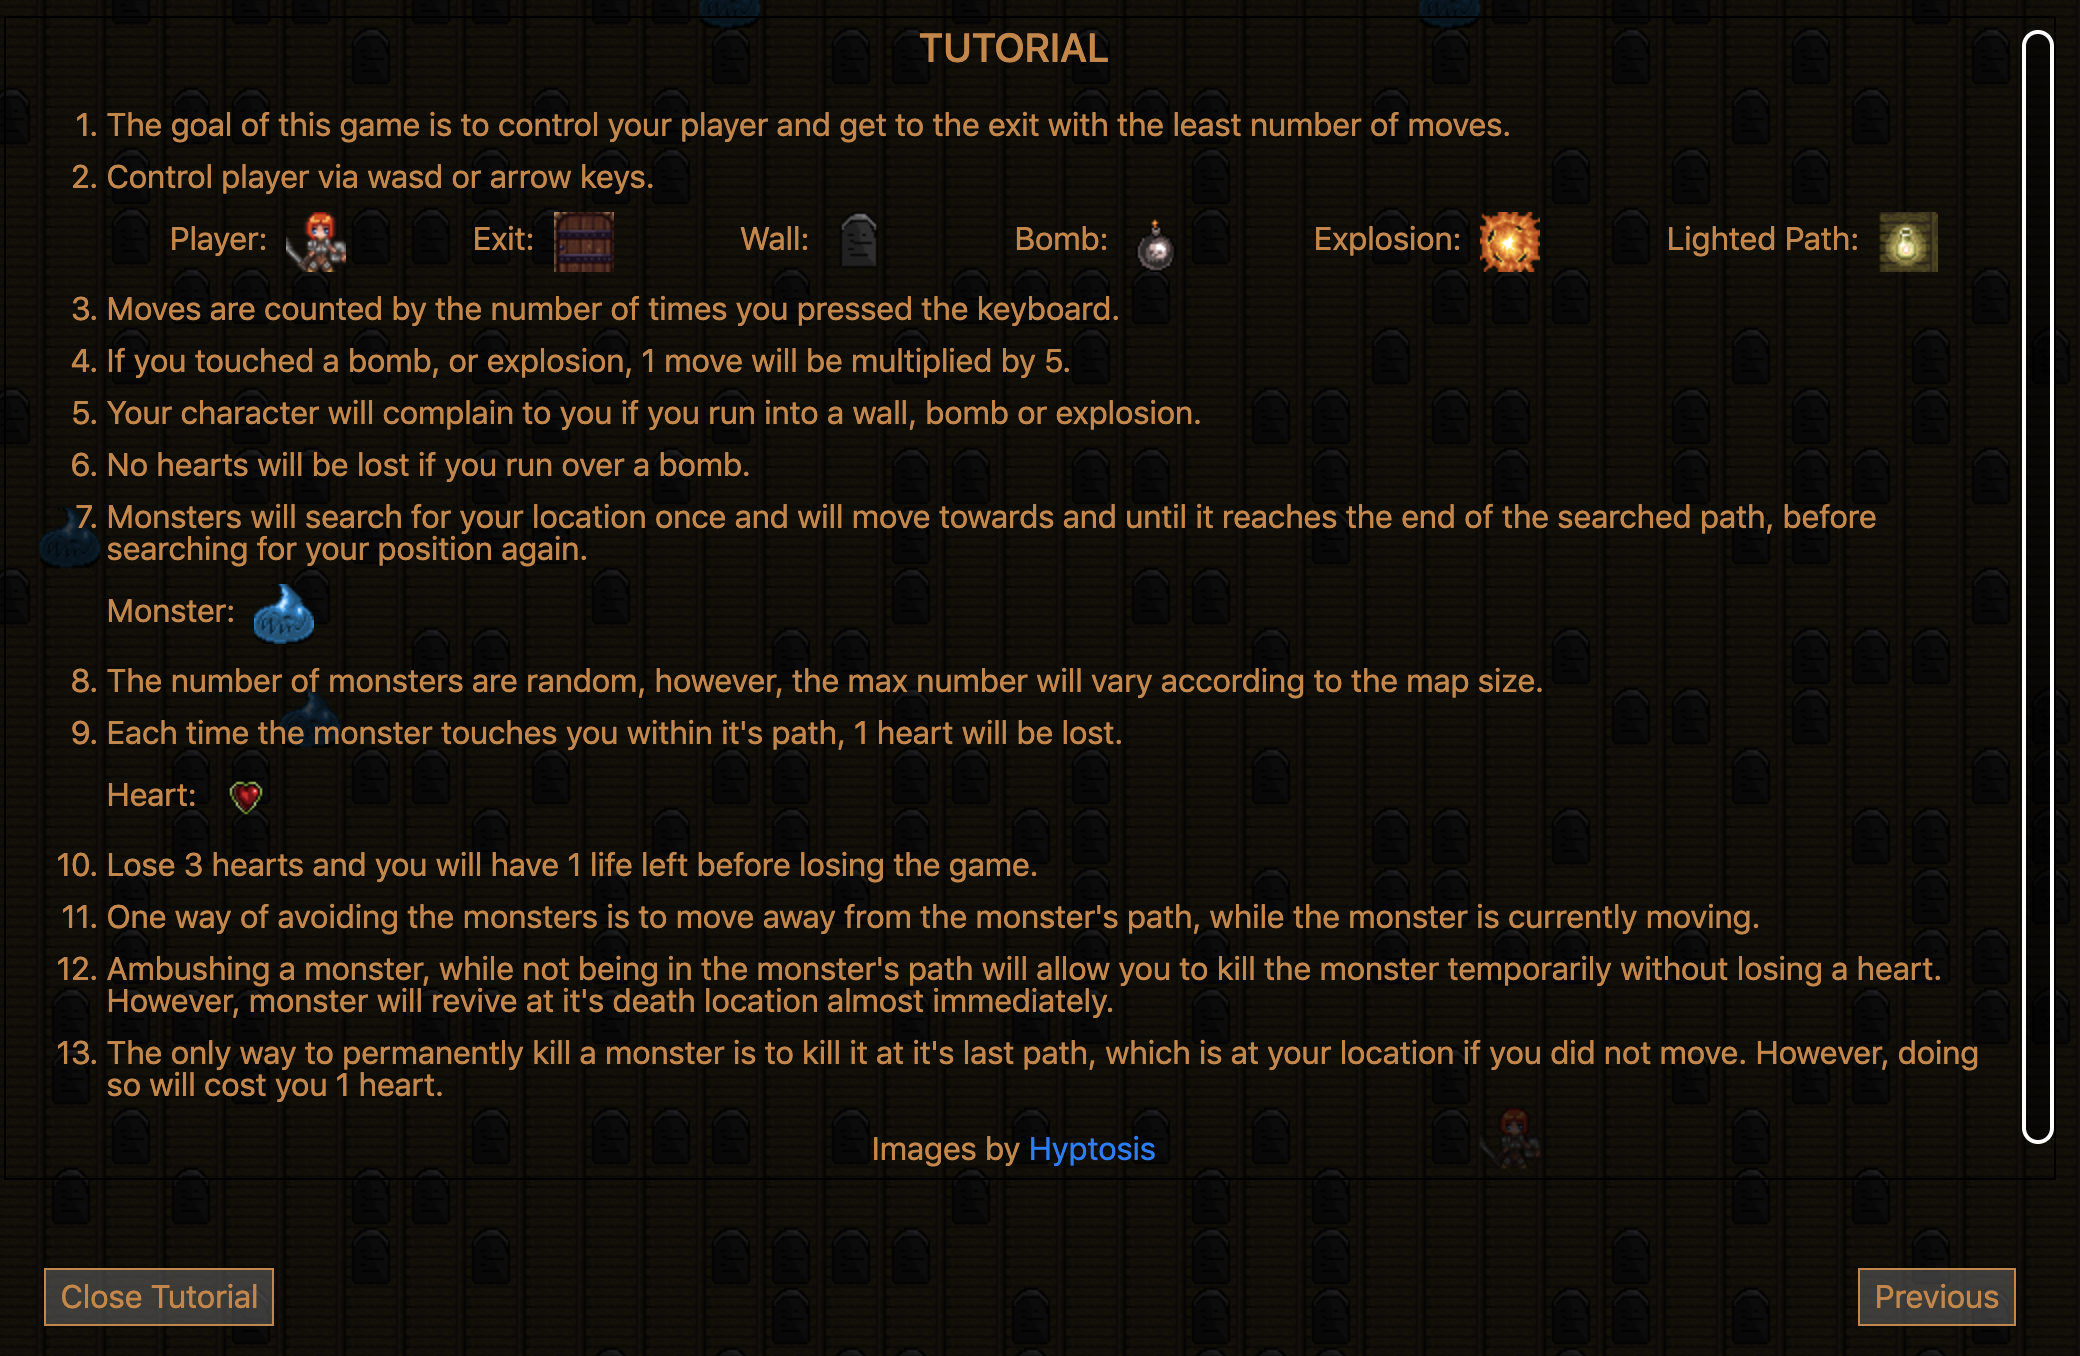 TUTORIAL
1. The goal of this game is to control your player and get to the exit with the least number of moves.
2. Control player via wasd or arrow keys.
Player: Exit: Wall: Bomb: Explosion: Lighted Path:
3. Moves are counted by the number of times you pressed the keyboard.
4. If you touched a bomb, or explosion, 1 move will be multiplied by 5.
5. Your character will complain to you if you run into a wall, bomb or explosion.
6. No hearts will be lost if you run over a bomb.
7. Monsters will search for your location once and will move towards and until it reaches the end of the searched path, before
searching for your position again.
Monster:
8. The number of monsters are random, however, the max number will vary according to the map size.
9. Each time the monster touches you within it's path, 1 heart will be lost.
Heart:
10. Lose 3 hearts and you will have 1 life left before losing the game.
11. One way of avoiding the monsters is to move away from the monster's path, while the monster is currently moving.
12. Ambushing a monster, while not being in the monster's path will allow you to kill the monster temporarily without losing a heart.
However, monster will revive at it's death location almost immediately.
13. The only way to permanently kill a monster is to kill it at it's last path, which is at your location if you did not move. However, doing
so will cost you 1 heart.
Images by Hyptosis
Close Tutorial
Previous